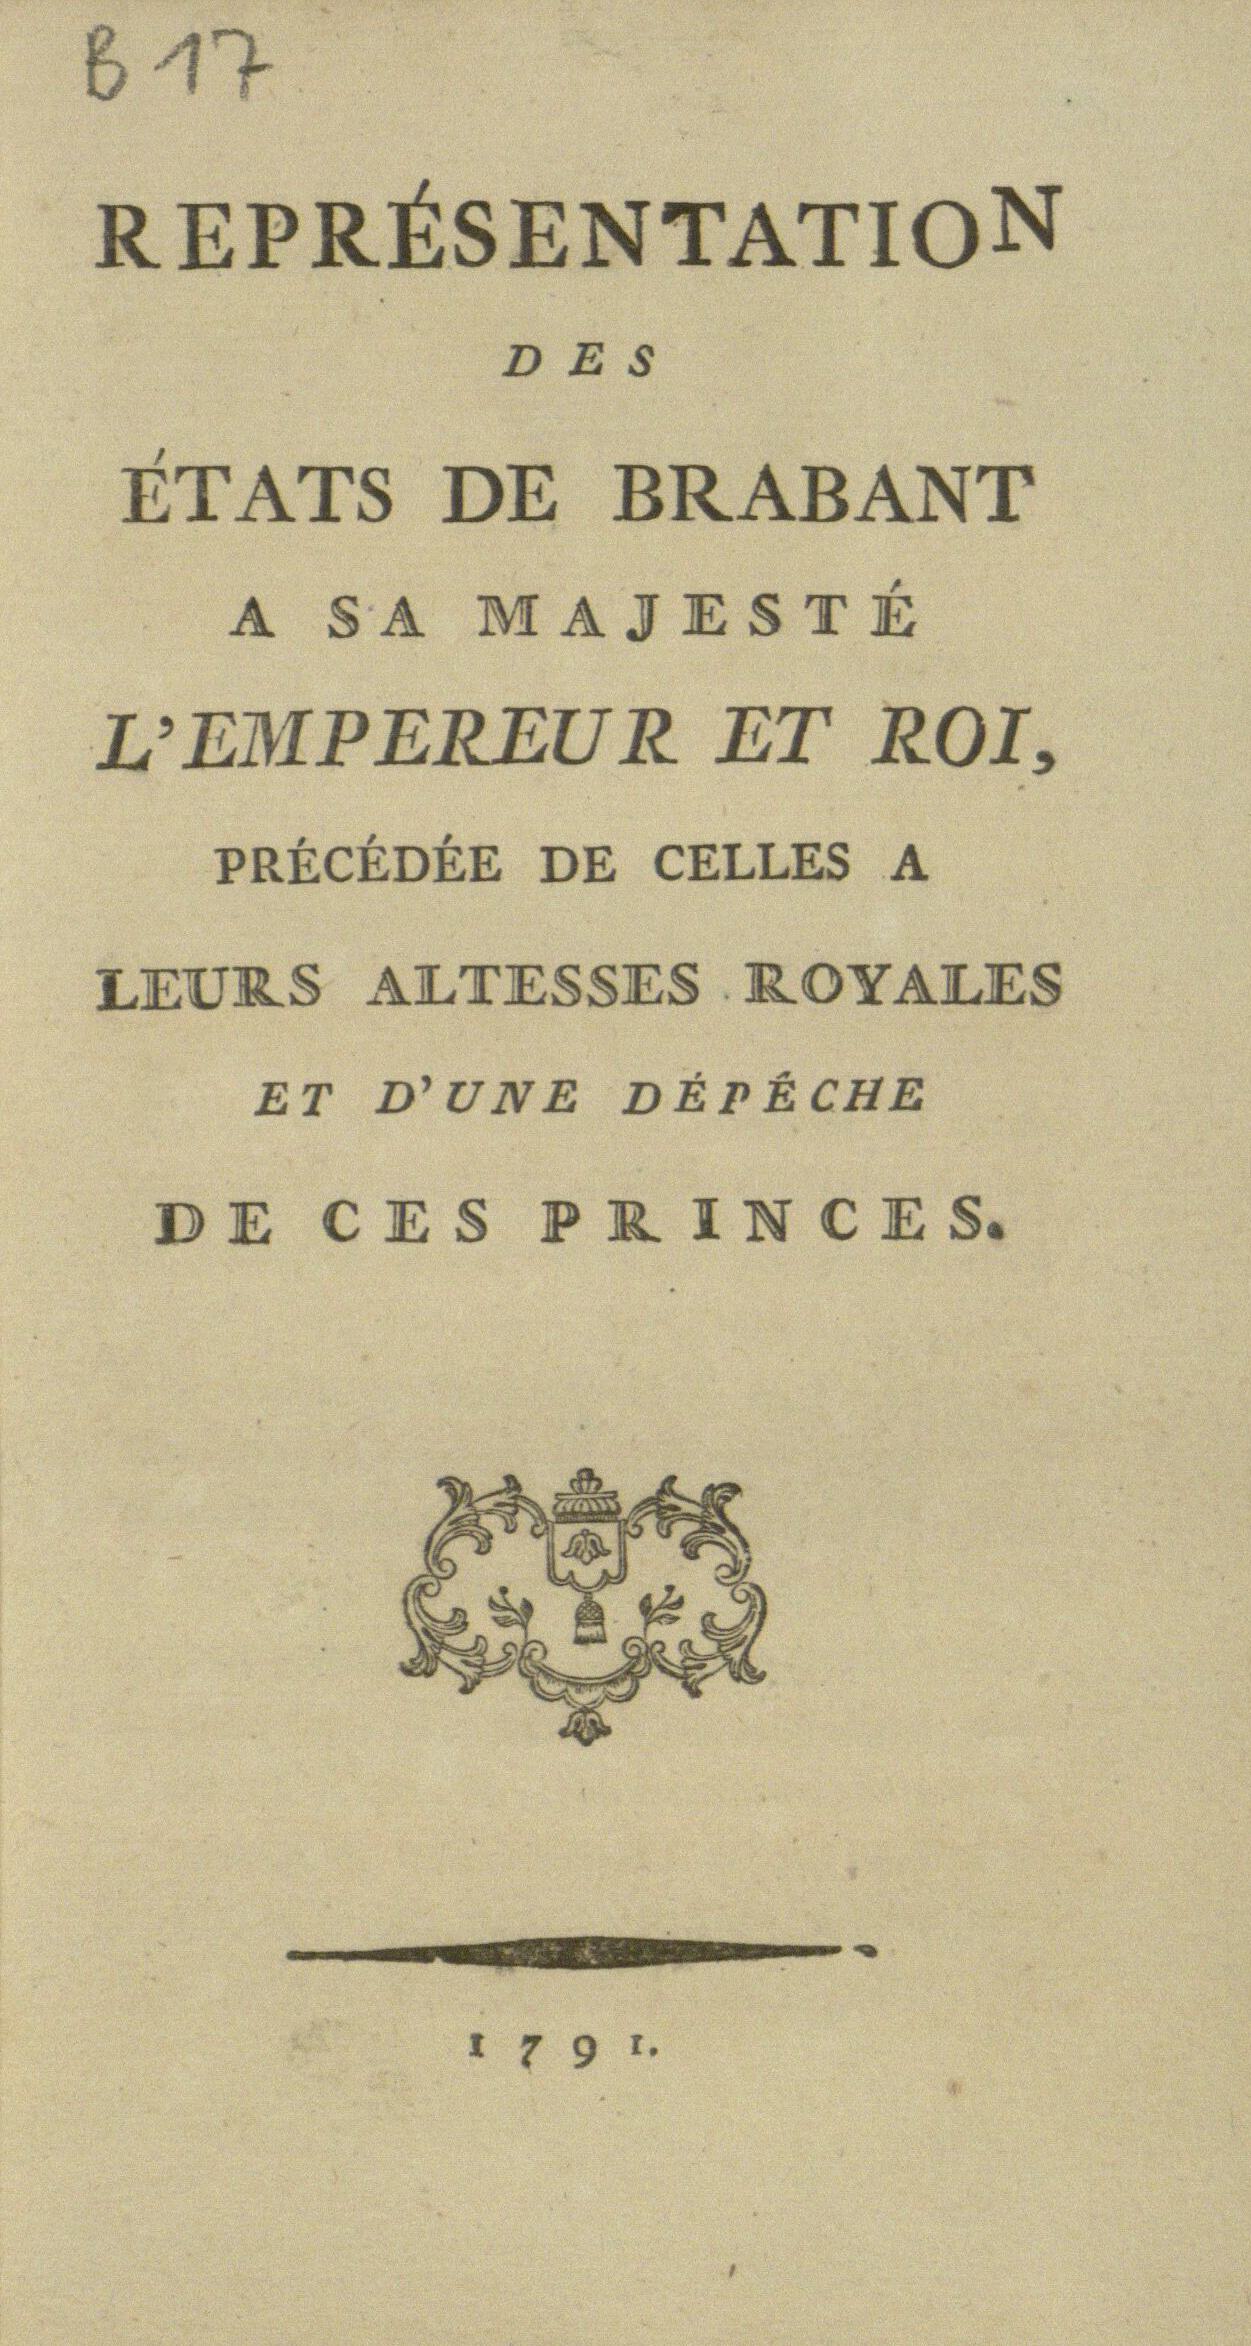 B 17
REPRÉSENTATION
DES
ÉTATS DE BRABANT
A SA MAJESTÉ
L'EMPEREUR ET ROI,
PRÉCÉDÉE DE CELLES A
LEURS ALTESSES ROYALES
ET D'UNE DÉPÊCHE
DE CES PRINCES.
1791.